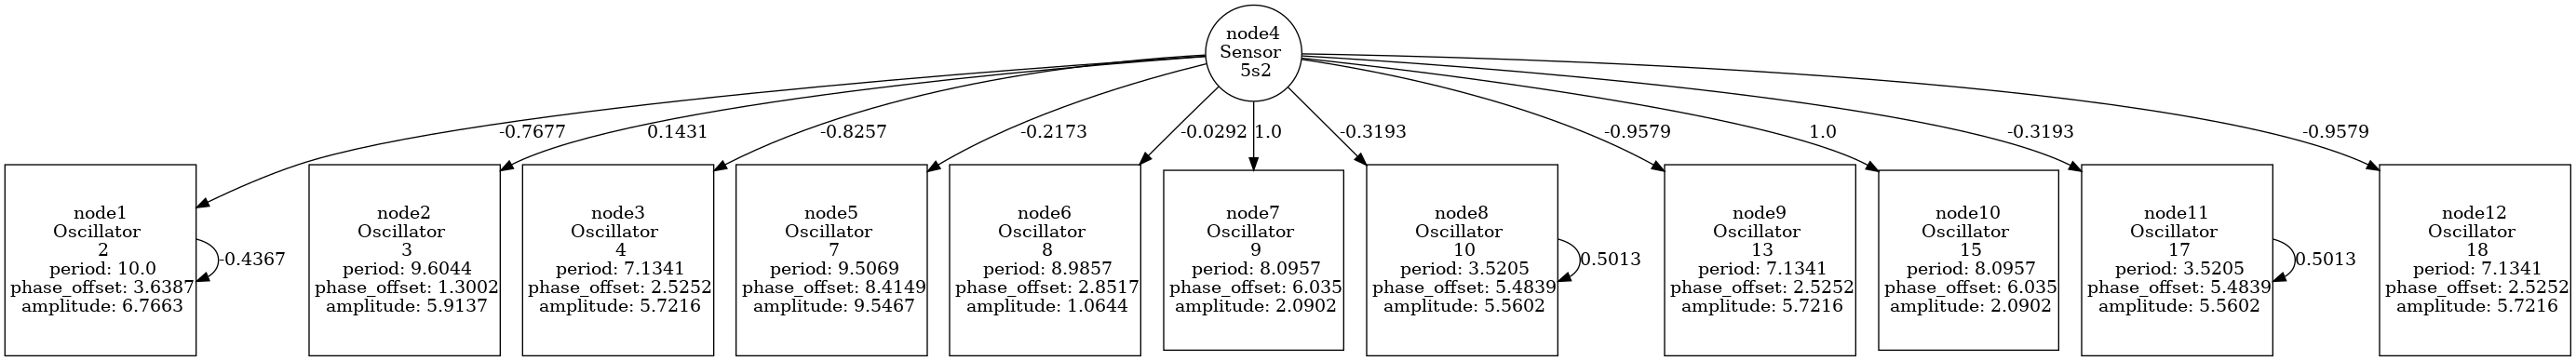 node4
Sensor
5s2
-0.7677
0.1431
-0.8257
-0.2173
-0.0292
1.0
-0.3193
-0.9579
1.0
-0.3193
-0.9579
node1
Oscillator
2
period: 10.0
phase_offset: 3.6387
amplitude: 6.7663
-0.4367
node2
Oscillator
3
period: 9.6044
phase_offset: 1.3002
amplitude: 5.9137
node3
Oscillator
4
period: 7.1341
phase_offset: 2.5252
amplitude: 5.7216
node5
Oscillator
7
period: 9.5069
phase_offset: 8.4149
amplitude: 9.5467
node6
Oscillator
8
period: 8.9857
phase_offset: 2.8517
amplitude: 1.0644
node7
Oscillator
9
period: 8.0957
phase_offset: 6.035
amplitude: 2.0902
node8
Oscillator
10
period: 3.5205
phase_offset: 5.4839
amplitude: 5.5602
0.5013
node9
Oscillator
13
period: 7.1341
phase_offset: 2.5252
amplitude: 5.7216
node10
Oscillator
15
period: 8.0957
phase_offset: 6.035
amplitude: 2.0902
node11
Oscillator
17
period: 3.5205
phase_offset: 5.4839
amplitude: 5.5602
0.5013
node12
Oscillator
18
period: 7.1341
phase_offset: 2.5252
amplitude: 5.7216